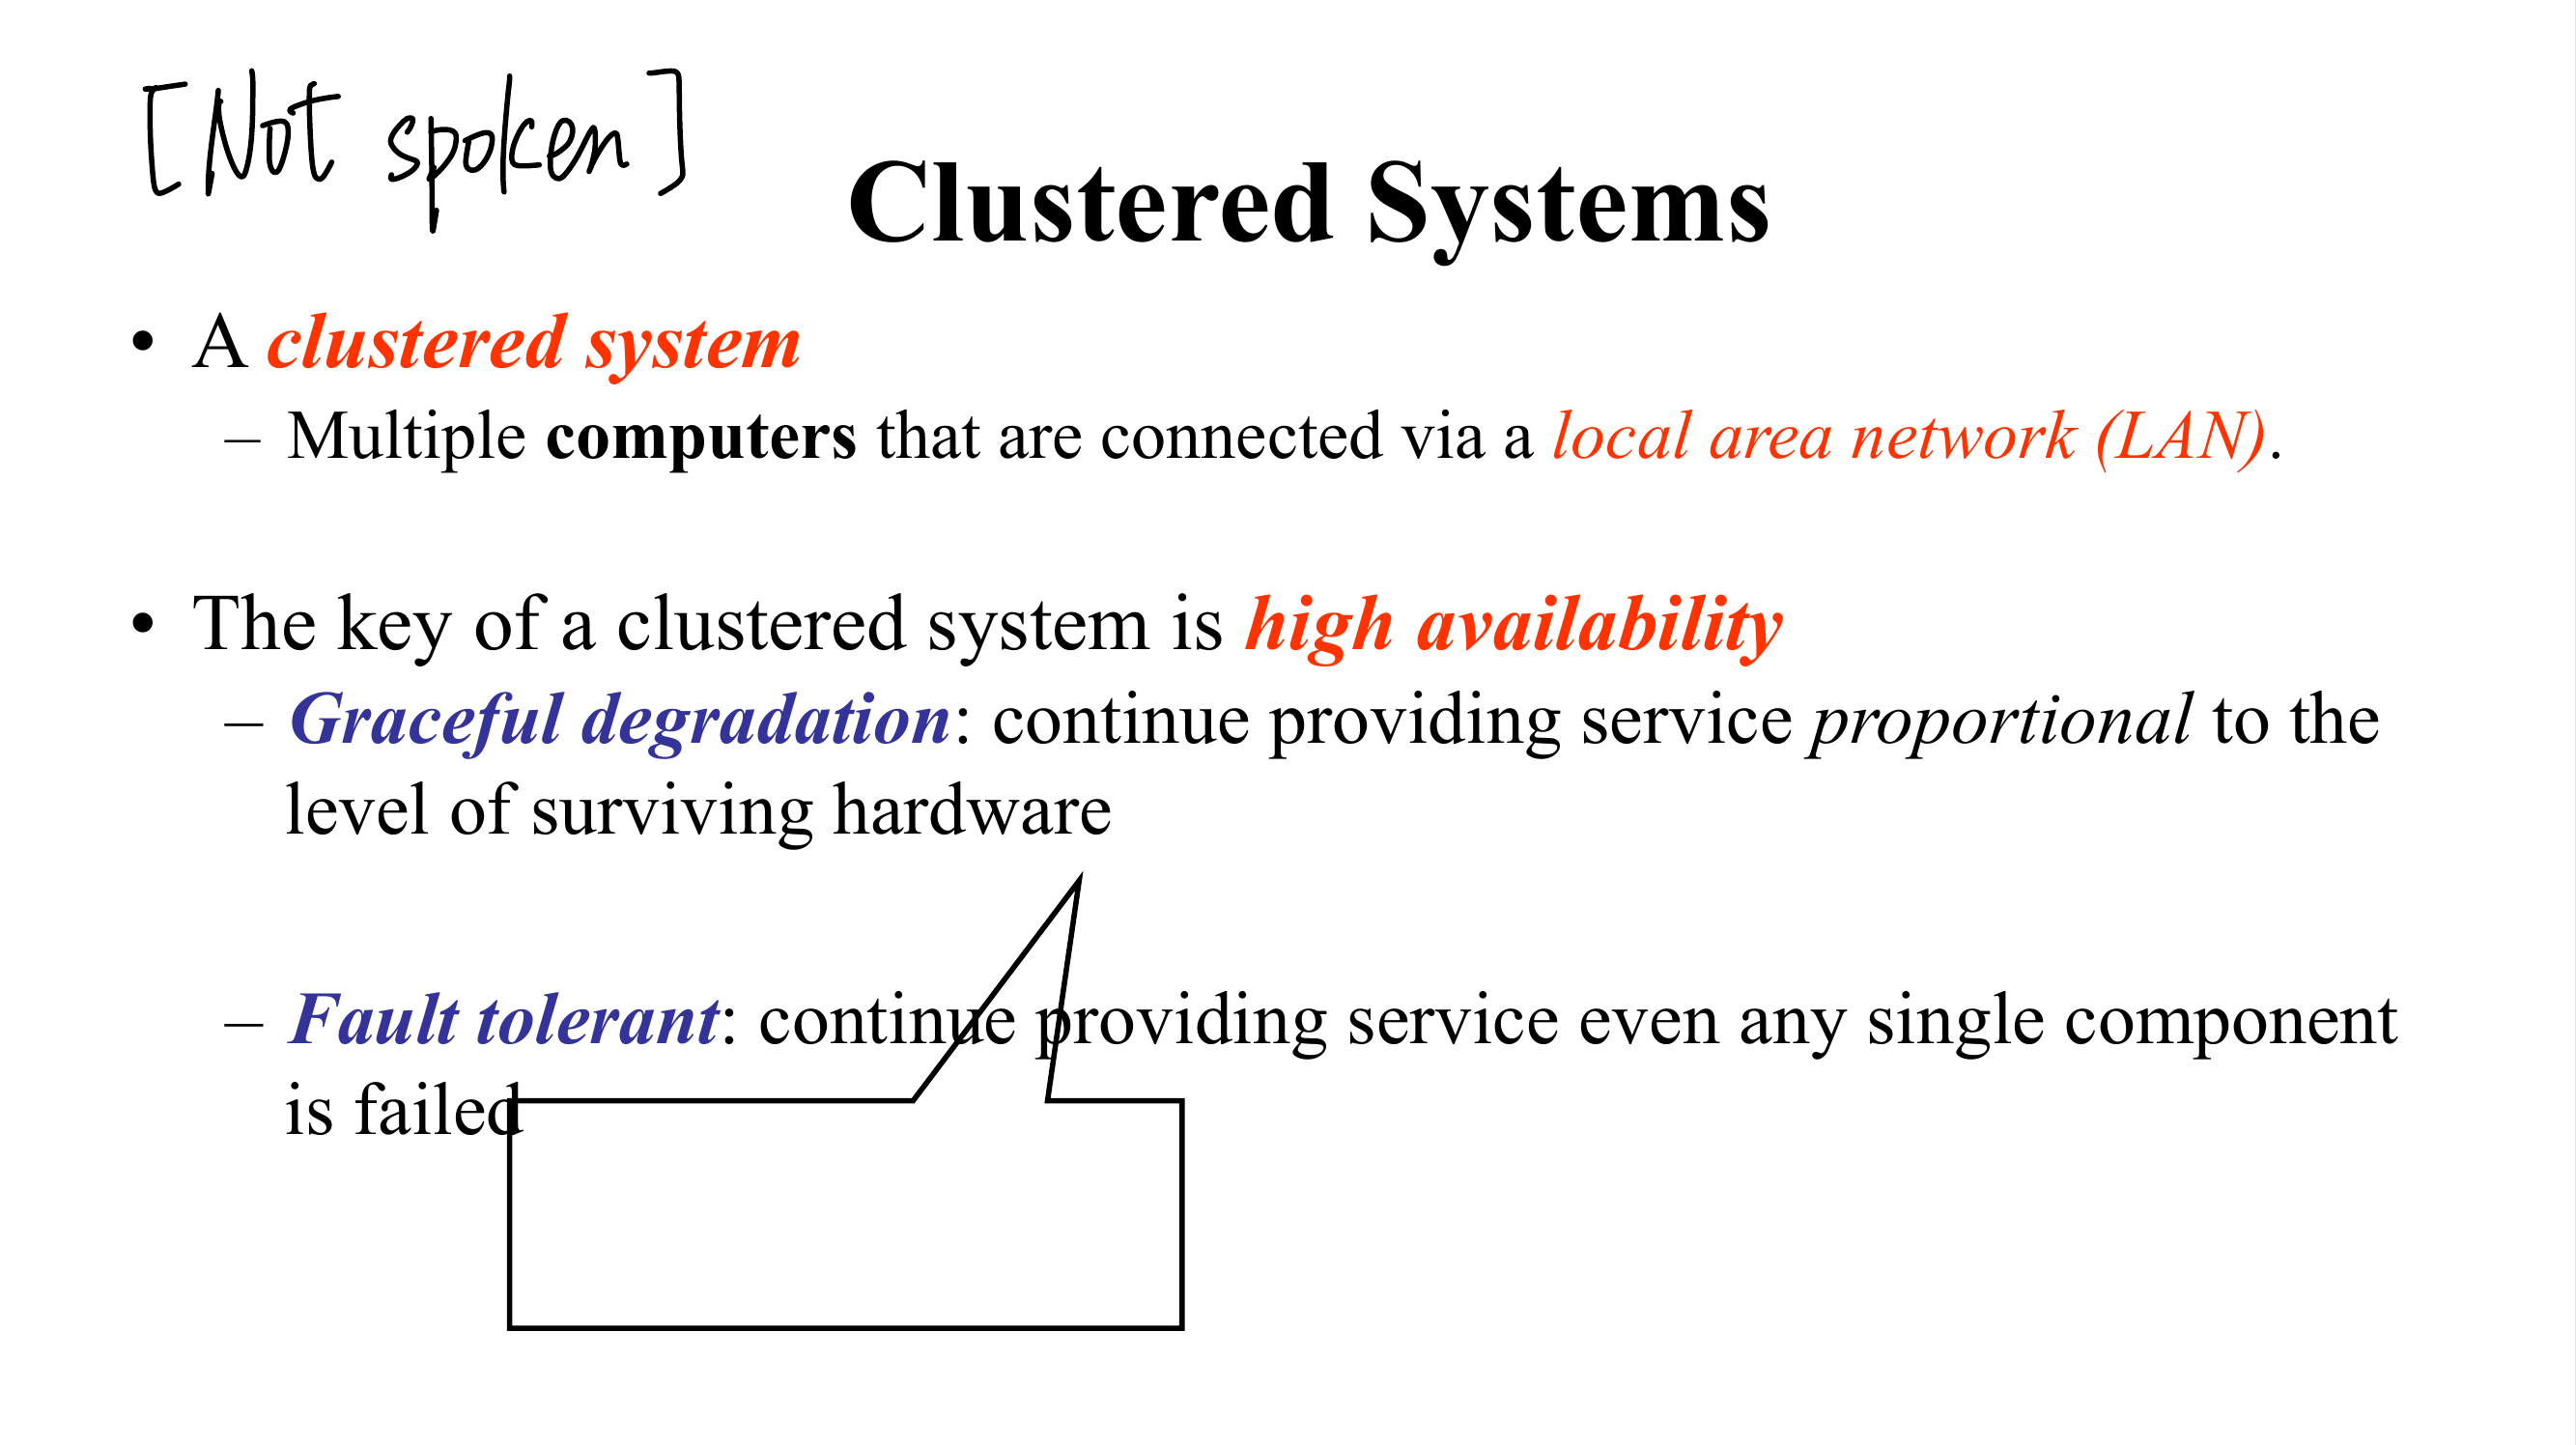 [Not spoken]
Clustered Systems
• A clustered system
– Multiple computers that are connected via a local area network (LAN).
• The key of a clustered system is high availability
– Graceful degradation: continue providing service proportional to the
level of surviving hardware
– Fault tolerant: continue providing service even any single component
is failed